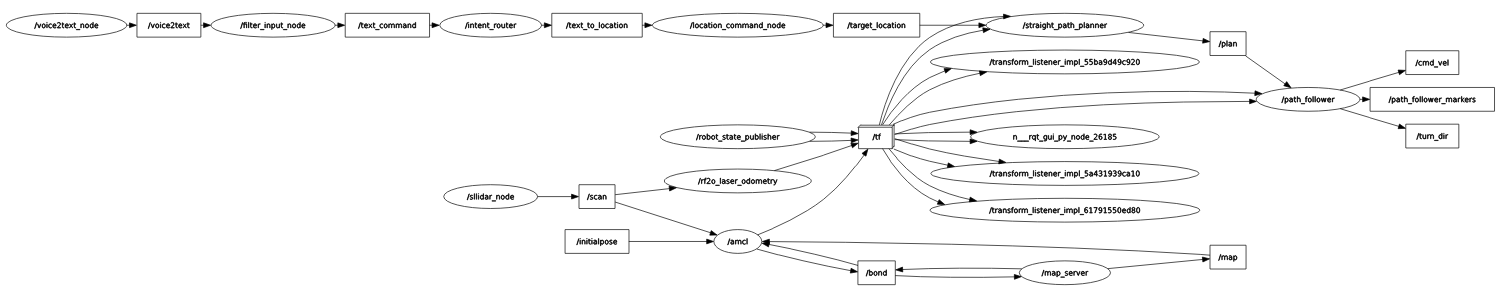 /voice2text_node
/voice2text
/filter_input_node
/text_command
/intent_router
/text_to_location
/location_command_node
/target_location
/straight_path_planner
/plan
/transform_listener_impl_55ba9d49c920
/cmd_vel
/path_follower
/path_follower_markers
/robot_state_publisher
/tf
n___rqt_gui_py_node_26185
/turn_dir
/transform_listener_impl_5a431939ca10
/rf2o_laser_odometry
/sllidar_node
/scan
/transform_listener_impl_61791550ed80
/initialpose
/amcl
/map
/bond
/map_server